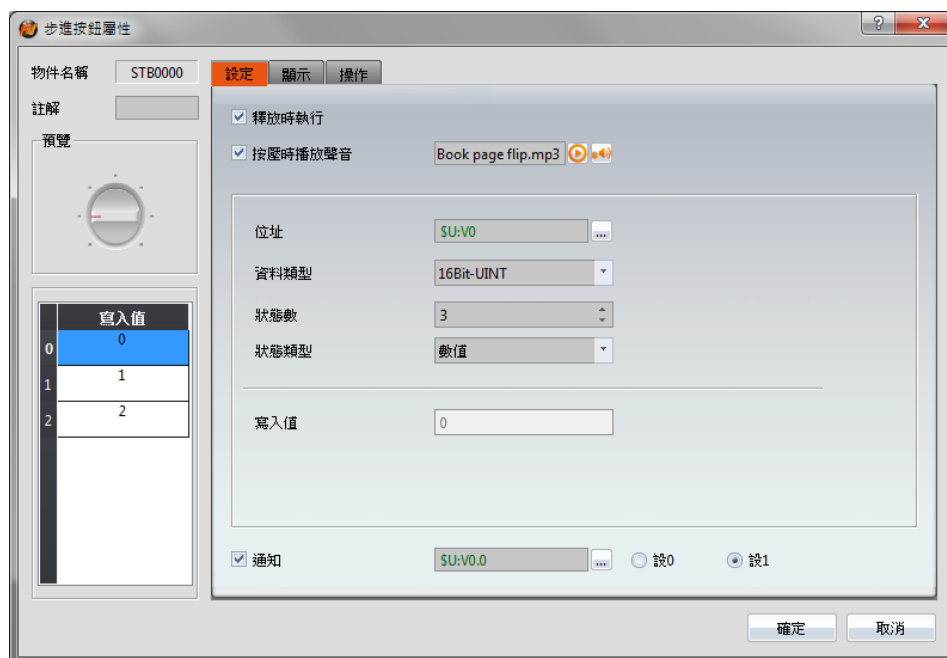 步進按鈕屬性
物件名稱 STB0000
註解
預覽
寫入值
0 0
1 1
2 2
設定 顯示 操作
釋放時執行
按壓時播放聲音 Book page flip.mp3
位址 $U:V0 ...
資料類型 16Bit-UINT
狀態數 3
狀態類型 數值
寫入值 0
通知 $U:V0.0 ... 設0 設1
確定 取消